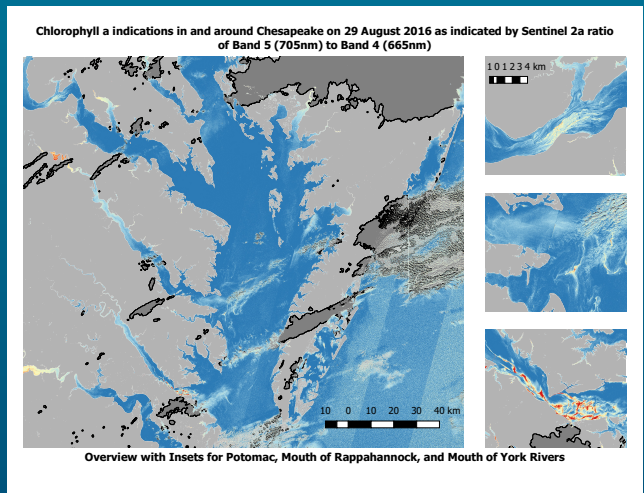 Chlorophyll a indications in and around Chesapeake on 29 August 2016 as indicated by Sentinel 2a ratio
of Band 5 (705nm) to Band 4 (665nm)
1 0 1 2 3 4 km
10 0 10 20 30 40 km
Overview with Insets for Potomac, Mouth of Rappahannock, and Mouth of York Rivers